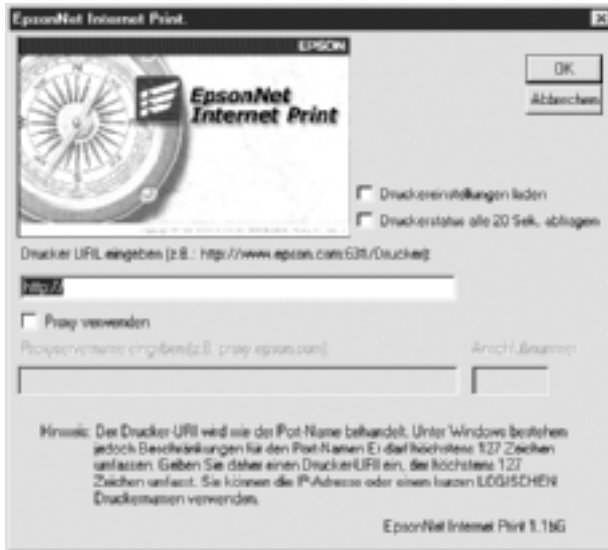 EpsonNet Internet Print.
EPSON
EpsonNet
Internet Print
OK
Abbrechen
Druckereinstellungen laden
Druckerstatus alle 20 Sek. abfragen
Drucker URL eingeben (z.B.: http://www.epson.com:631/Drucker):
http://
Proxy verwenden
Proxyservername eingeben (z.B. proxy.epson.com):
Anschlußnummer
Hinweis: Der Drucker-URI wird wie der Port-Name behandelt. Unter Windows bestehen
jedoch Beschränkungen für den Port-Namen: Er darf höchstens 127 Zeichen
umfassen. Geben Sie daher einen Drucker-URI ein, der höchstens 127
Zeichen umfasst. Sie können die IP-Adresse oder einen kurzen LOGISCHEN
Druckernamen verwenden.
EpsonNet Internet Print 1.1bG